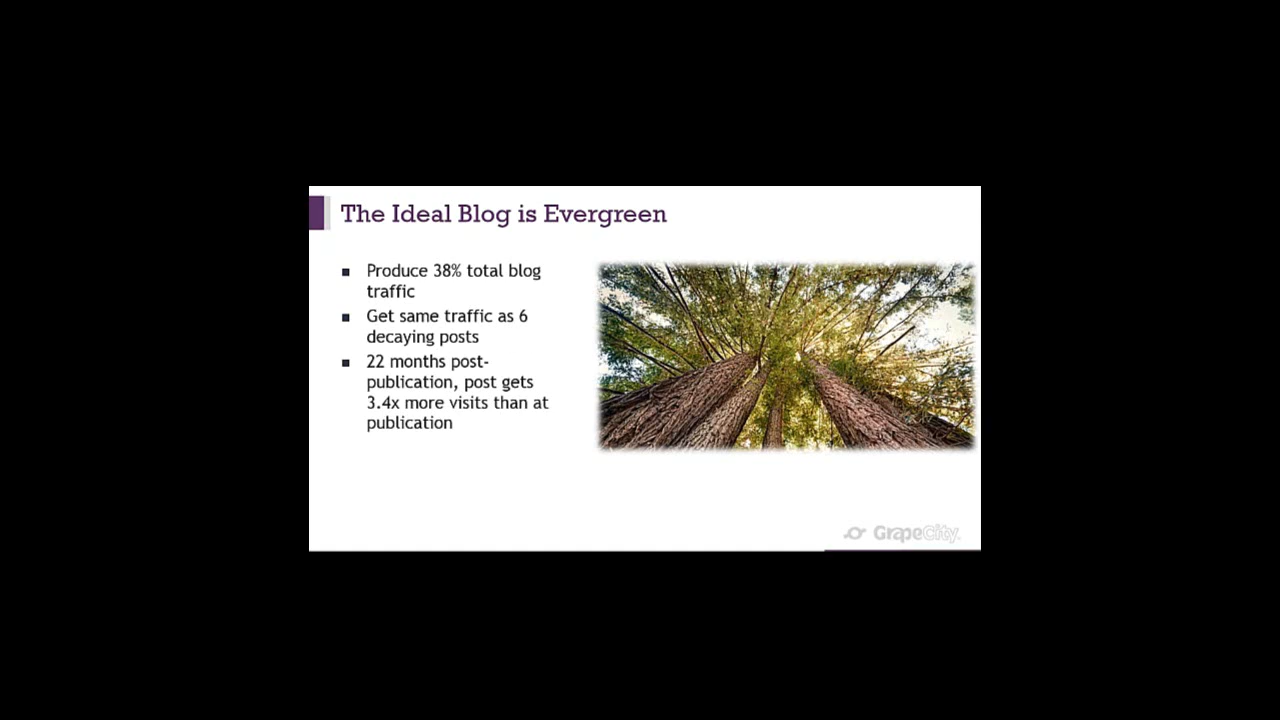 The Ideal Blog is Evergreen
Produce 38% total blog
traffic
Get same traffic as 6
decaying posts
22 months post-
publication, post gets
3.4x more visits than at
publication
GrapeCity